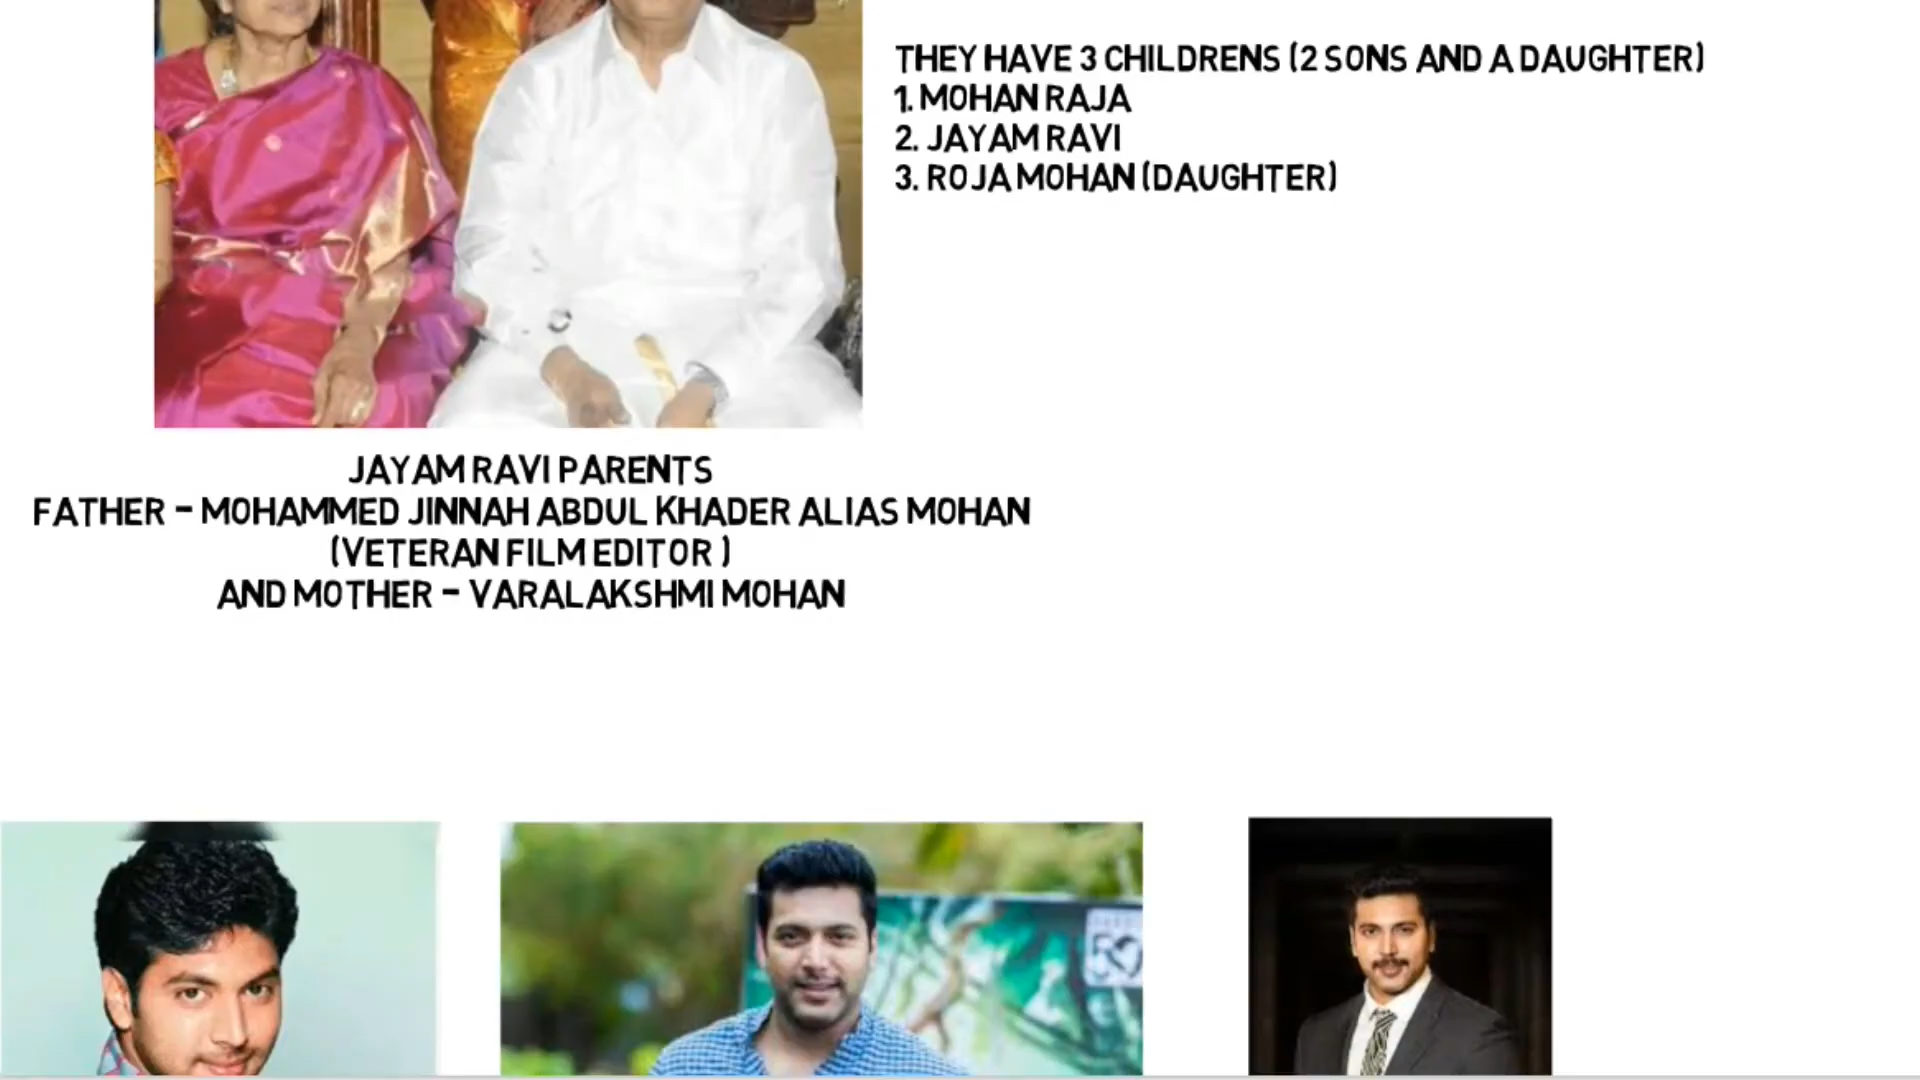 THEY HAVE 3 CHILDRENS (2 SONS AND A DAUGHTER)
1. MOHAN RAJA
2. JAYAM RAVI
3. ROJA MOHAN (DAUGHTER)
JAYAM RAVI PARENTS
FATHER - MOHAMMED JINNAH ABDUL KHADER ALIAS MOHAN
(VETERAN FILM EDITOR )
AND MOTHER - VARALAKSHMI MOHAN